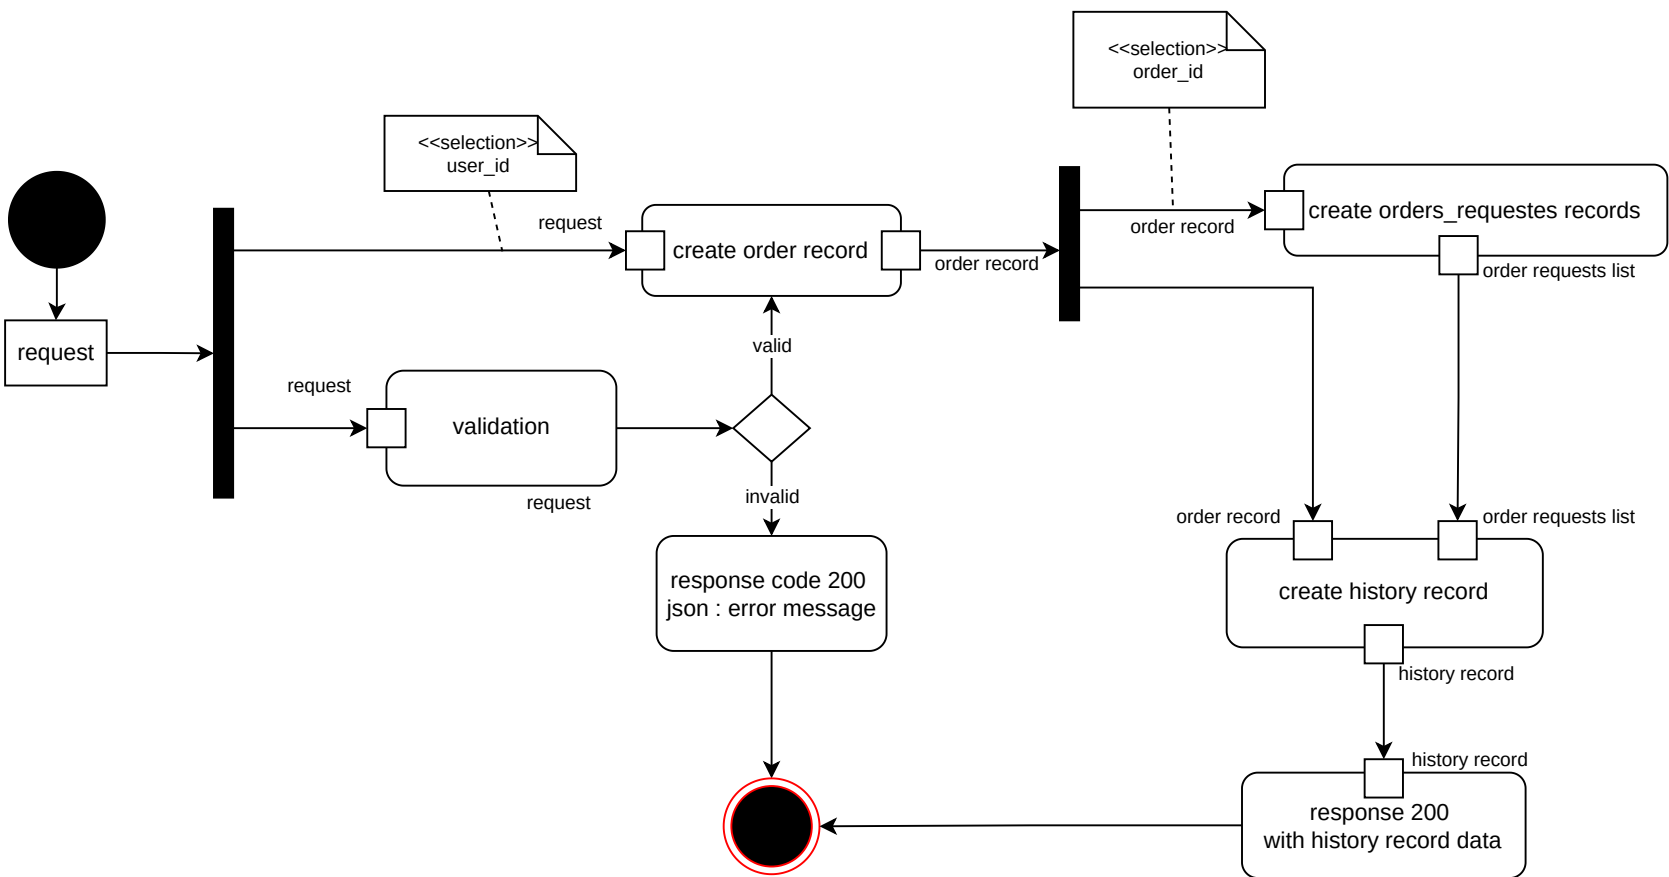 <<selection>>
order_id
<<selection>>
user_id
request
create order record
order record
order record
create orders_requestes records
order requests list
request
valid
request
validation
request
invalid
response code 200
json : error message
order record
order requests list
create history record
history record
history record
response 200
with history record data